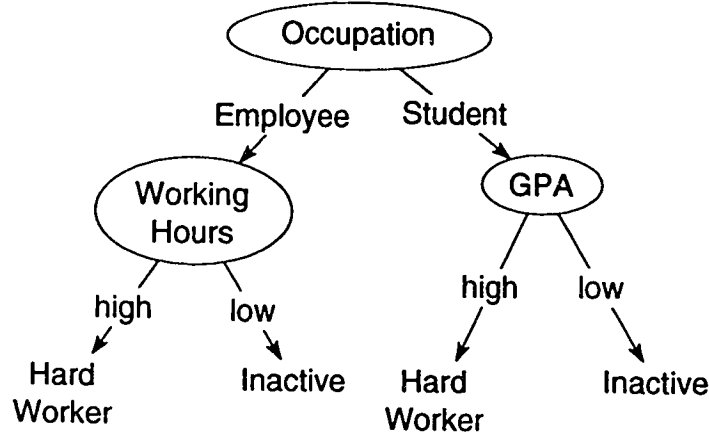 Occupation
Employee
Student
Working
Hours
GPA
high
low
high
low
Hard
Worker
Inactive
Hard
Worker
Inactive